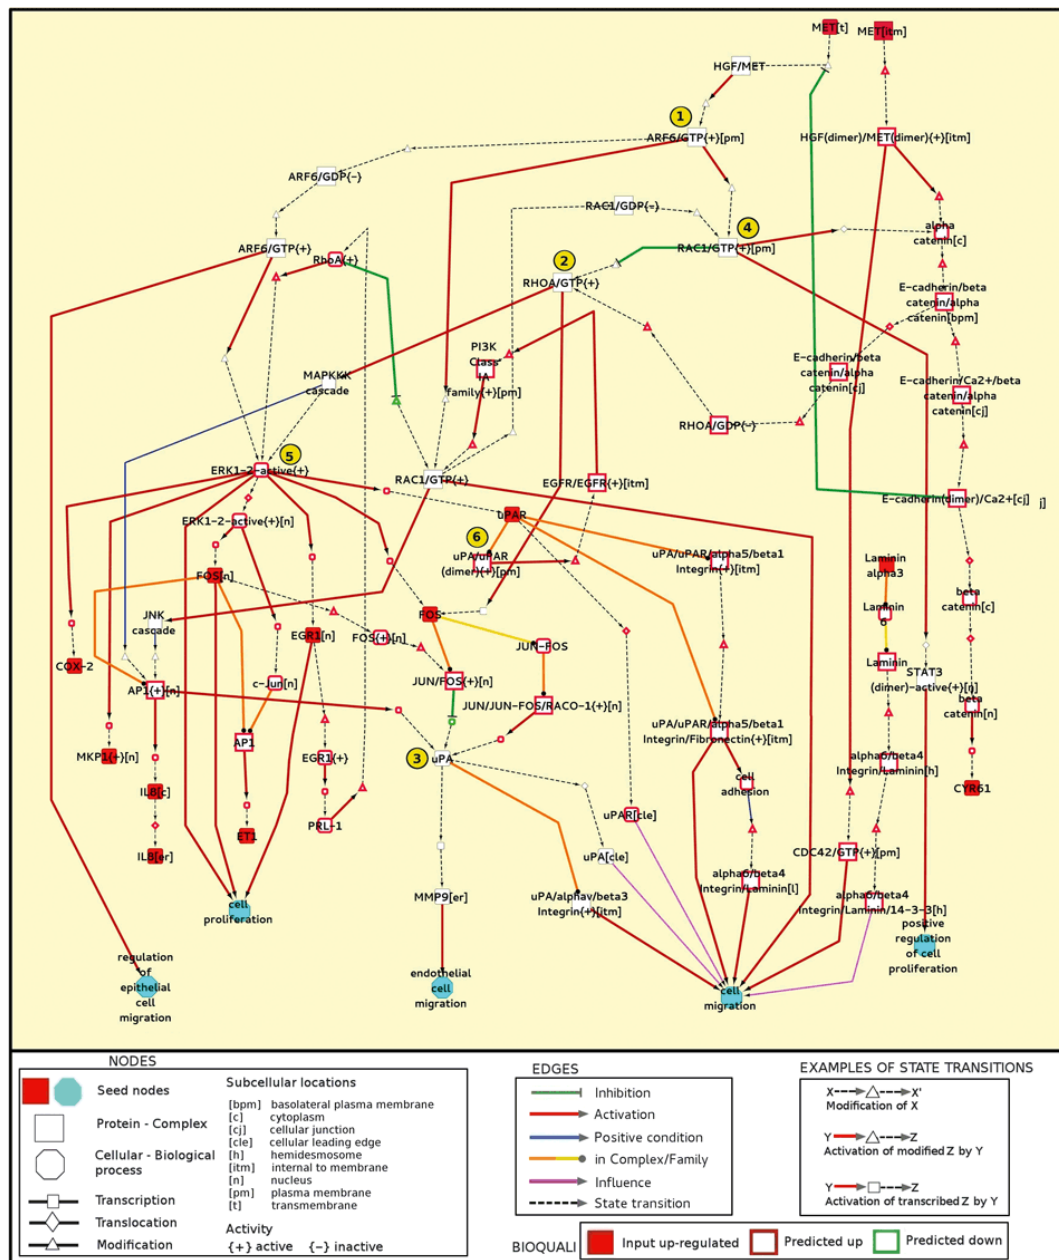 MET[t]
MET[itm]
HGF/MET
1
ARF6/GTP{+}[pm]
HGF(dimer)/MET(dimer){+}[itm]
ARF6/GDP{-}
RAC1/GDP{-}
4
alpha
catenin[c]
ARF6/GTP{+}
RhoA{+}
RAC1/GTP{+}[pm]
2
RHOA/GTP{+}
E-cadherin/beta
catenin/alpha
catenin[bpm]
PI3K
Class
IA
family{+}[pm]
MAPKKK
cascade
E-cadherin/beta
catenin/alpha
catenin[cj]
E-cadherin/Ca2+/beta
catenin/alpha
catenin[cj]
RHOA/GDP{-}
5
ERK1-2-active{+}
RAC1/GTP{+}
EGFR/EGFR{+}[itm]
E-cadherin(dimer)/Ca2+[cj]
j]
ERK1-2-active{+}[n]
uPAR
6
uPA/uPAR
(dimer){+}[pm]
uPA/uPAR/alpha5/beta1
Integrin{+}[itm]
Laminin
alpha3
FOS[n]
beta
catenin[c]
JNK
cascade
EGR1[n]
FOS{+}[n]
FOS
Laminin
JUN-FOS
COX-2
c-Jun[n]
JUN/FOS{+}[n]
Laminin
(dimer)-active{+}[n]
STAT3
AP1{+}[n]
JUN/JUN-FOS/RACO-1{+}[n]
beta
catenin[n]
MKP1{+}[n]
AP1
EGR1{+}
3
uPA
uPA/uPAR/alpha5/beta1
Integrin/Fibronectin{+}[itm]
alpha6/beta4
Integrin/Laminin[h]
IL8[c]
cell
adhesion
CYR61
ET1
PRL-1
uPAR[cle]
IL8[er]
uPA[cle]
CDC42/GTP{+}[pm]
alpha6/beta4
Integrin/Laminin[l]
MMP9[er]
uPA/alphav/beta3
Integrin{+}[itm]
alpha6/beta4
Integrin/Laminin/14-3-3[h]
cell
proliferation
positive
regulation
of cell
proliferation
regulation
of
epithelial
cell
migration
endothelial
cell
migration
cell
migration
NODES
Seed nodes
Protein - Complex
Cellular - Biological
process
Transcription
Translocation
Modification
Subcellular locations
[bpm] basolateral plasma membrane
[c] cytoplasm
[cj] cellular junction
[cle] cellular leading edge
[h] hemidesmosome
[itm] internal to membrane
[n] nucleus
[pm] plasma membrane
[t] transmembrane
Activity
{+} active {-} inactive
EDGES
Inhibition
Activation
Positive condition
in Complex/Family
Influence
State transition
EXAMPLES OF STATE TRANSITIONS
X X'
Modification of X
Y Z
Activation of modified Z by Y
Y Z
Activation of transcribed Z by Y
BIOQUALI
Input up-regulated
Predicted up
Predicted down